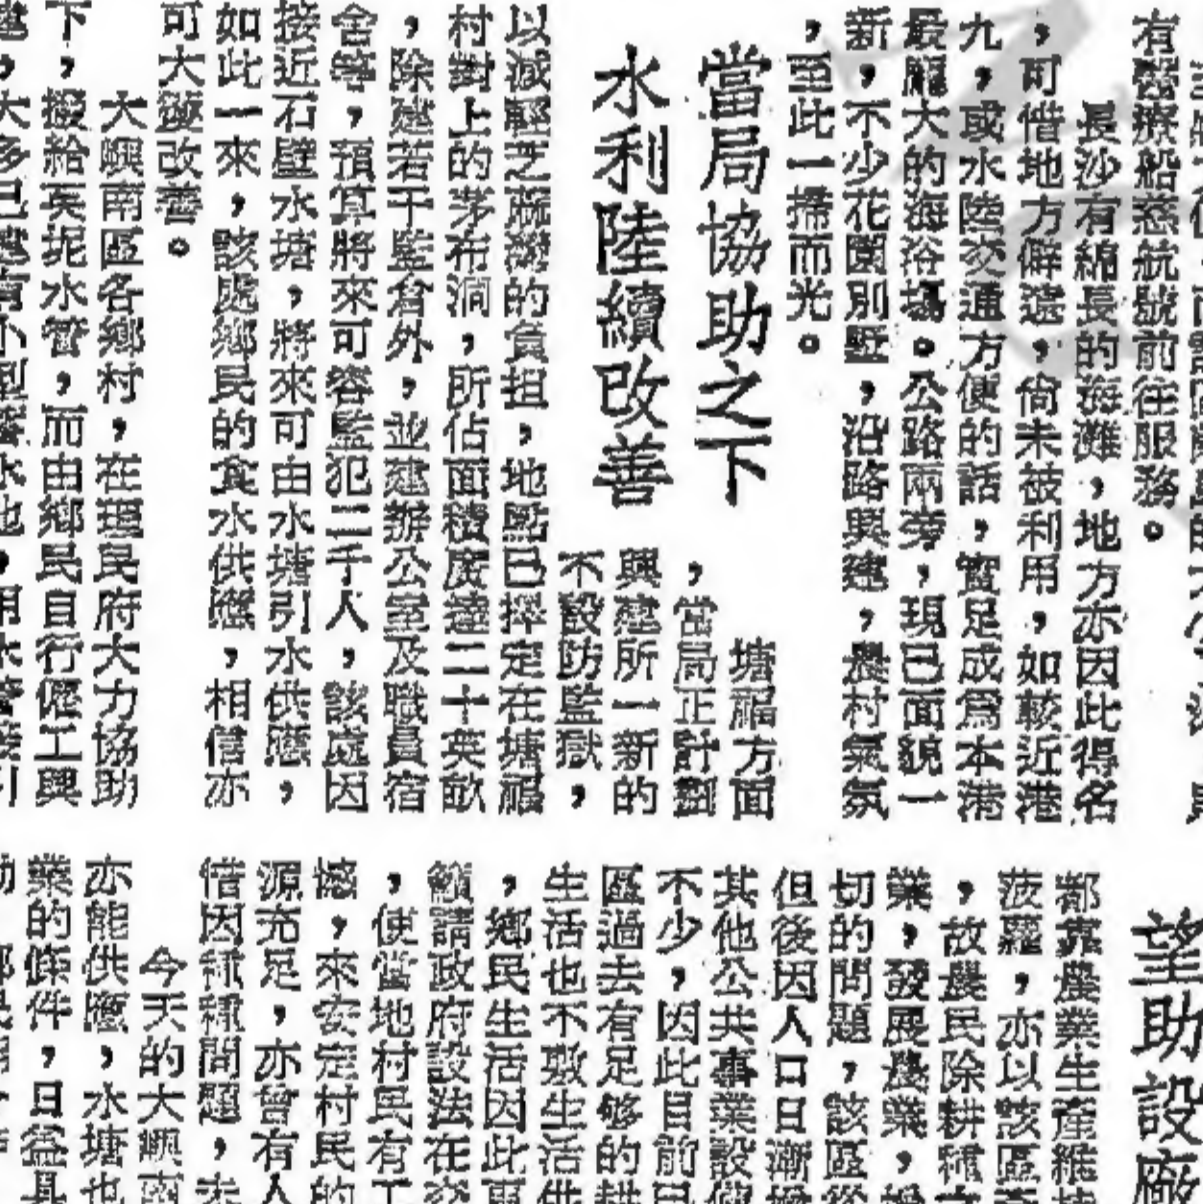 有醫療船慈航號前往服務。
長沙有綿長的海灘,地方亦因此得名
,可惜地方僻遠,尚未被利用,如較近港
九,或水陸交通方便的話,實足成為本港
最龐大的海浴場。公路兩旁,現已面貌一
新,不少花園別墅,沿路興建,農村氣氛
,至此一掃而光。
當局協助之下
水利陸續改善
塘福方面
,當局正計劃
興建所一新的
不設防監獄,
以減輕芝蔴灣的負担,地點已擇定在塘福
村對上的茅布洞,所佔面積廣達二十英畝
,除建若干監倉外,並建辦公室及職員宿
舍等,預算將來可容監犯二千人,該處因
接近石壁水塘,將來可由水塘引水供應,
如此一來,該處鄉民的食水供應,相信亦
可大獲改善。
大嶼南區各鄉村,在理民府大力協助
下,撥給英坭水管,而由鄉民自行僱工興
望助設廠
都靠農業生產維
菠蘿,亦以該區
,故農民除耕種
業,發展農業,
切的問題,該區
但後因人口日漸
其他公共事業設
不少,因此目前
區過去有足够的耕
生活也不敷生活
,鄉民生活因此
續請政府設法在
,使當地村民有工
憾,來安定村民的
源充足,亦曾有人
惜因種種問題,未
今天的大嶼南
亦能供應,水塘也
業的條件,日益具